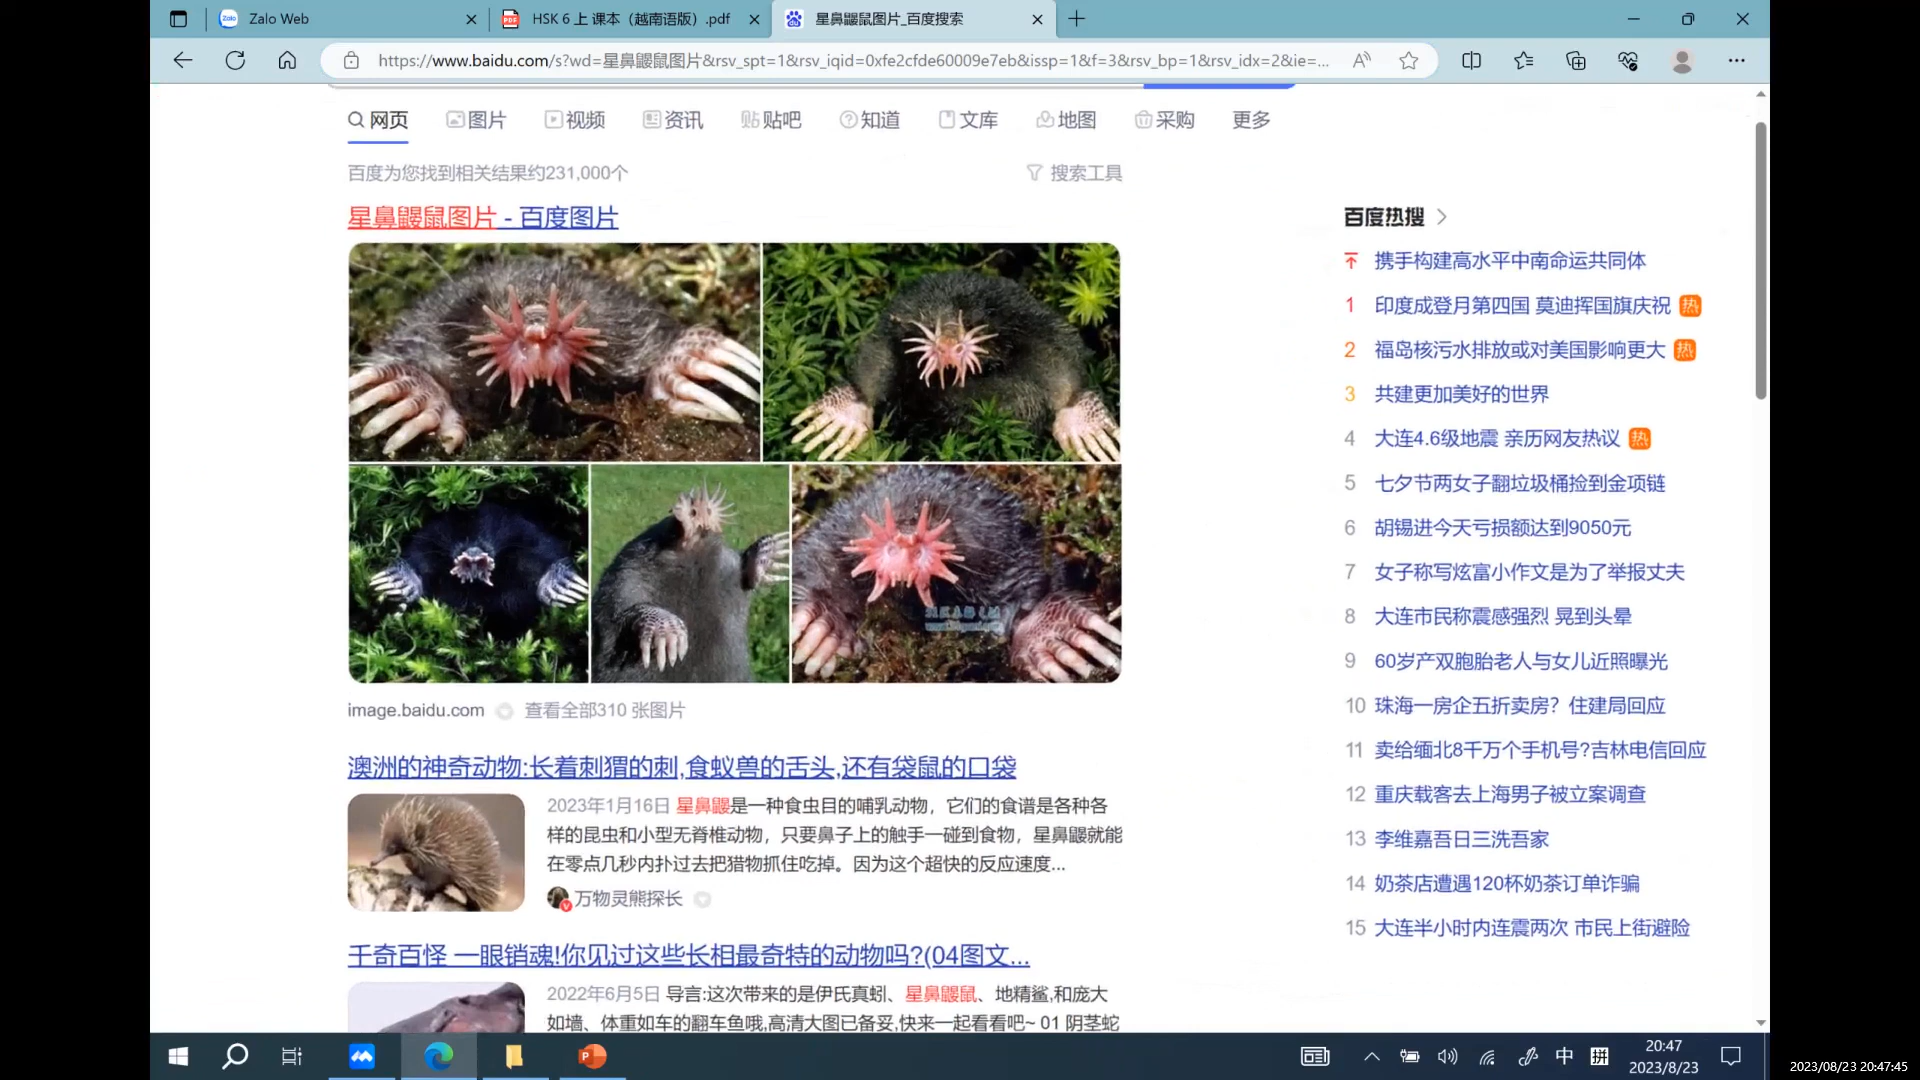 Zalo Web
HSK 6 上 课本（越南语版）.pdf
星鼻鼹鼠图片_百度搜索
https://www.baidu.com/s?wd=星鼻鼹鼠图片&rsv_spt=1&rsv_iqid=0xfe2cfde60009e7eb&issp=1&f=3&rsv_bp=1&rsv_idx=2&ie=...
网页 图片 视频 资讯 贴吧 知道 文库 地图 采购 更多
百度为您找到相关结果约231,000个
搜索工具
星鼻鼹鼠图片 - 百度图片
image.baidu.com 查看全部310 张图片
澳洲的神奇动物:长着刺猬的刺,食蚁兽的舌头,还有袋鼠的口袋
2023年1月16日 星鼻鼹是一种食虫目的哺乳动物，它们的食谱是各种各
样的昆虫和小型无脊椎动物，只要鼻子上的触手一碰到食物，星鼻鼹就能
在零点几秒内扑过去把猎物抓住吃掉。因为这个超快的反应速度...
万物灵熊探长
千奇百怪 一眼销魂!你见过这些长相最奇特的动物吗?(04图文...
2022年6月5日 导言:这次带来的是伊氏真蚓、星鼻鼹鼠、地精鲨,和庞大
如墙、体重如车的翻车鱼哦,高清大图已备妥,快来一起看看吧~ 01 阴茎蛇
百度热搜
携手构建高水平中南命运共同体
1 印度成登月第四国 莫迪挥国旗庆祝 热
2 福岛核污水排放或对美国影响更大 热
3 共建更加美好的世界
4 大连4.6级地震 亲历网友热议 热
5 七夕节两女子翻垃圾桶捡到金项链
6 胡锡进今天亏损额达到9050元
7 女子称写炫富小作文是为了举报丈夫
8 大连市民称震感强烈 晃到头晕
9 60岁产双胞胎老人与女儿近照曝光
10 珠海一房企五折卖房？住建局回应
11 卖给缅北8千万个手机号?吉林电信回应
12 重庆载客去上海男子被立案调查
13 李维嘉吾日三洗吾家
14 奶茶店遭遇120杯奶茶订单诈骗
15 大连半小时内连震两次 市民上街避险
中 拼
20:47
2023/8/23
2023/08/23 20:47:45